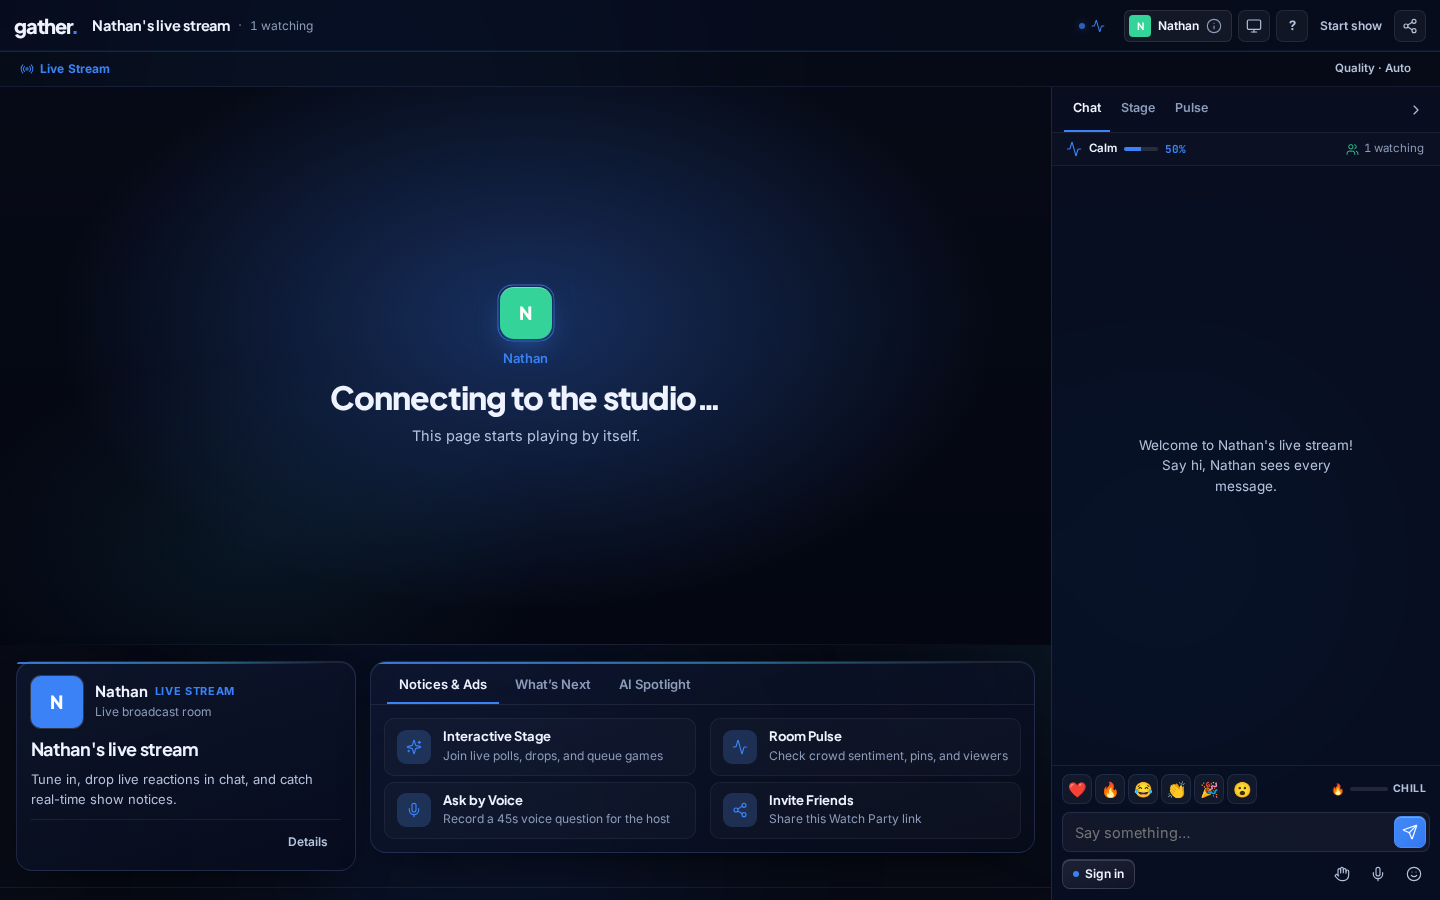 gather.
Nathan's live stream · 1 watching
N Nathan
?
Start show
Live Stream
Quality · Auto
N
Nathan
Connecting to the studio...
This page starts playing by itself.
Chat
Stage
Pulse
Calm
50%
1 watching
Welcome to Nathan's live stream!
Say hi, Nathan sees every
message.
N
Nathan LIVE STREAM
Live broadcast room
Nathan's live stream
Tune in, drop live reactions in chat, and catch
real-time show notices.
Details
Notices & Ads
What's Next
AI Spotlight
Interactive Stage
Join live polls, drops, and queue games
Room Pulse
Check crowd sentiment, pins, and viewers
Ask by Voice
Record a 45s voice question for the host
Invite Friends
Share this Watch Party link
CHILL
Say something...
Sign in